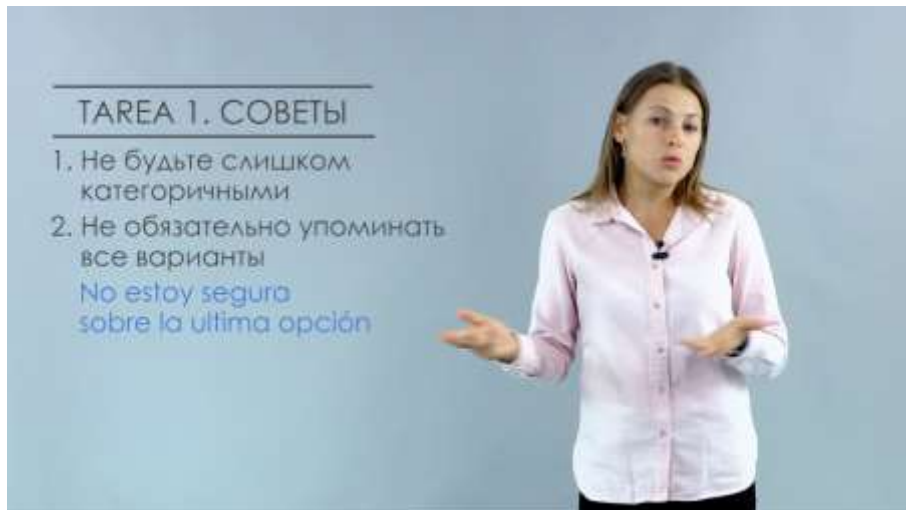 TAREA 1. СОВЕТЫ
1. Не будьте слишком
категоричными
2. Не обязательно упоминать
все варианты
No estoy segura
sobre la ultima opción